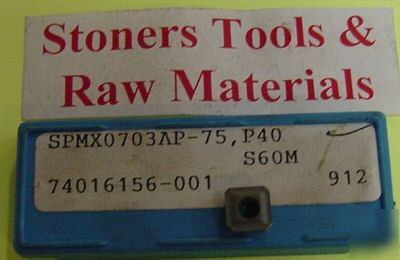 Stoners Tools &
Raw Materials
SPMX0703AP-75, P40
S60M
74016156-001 912